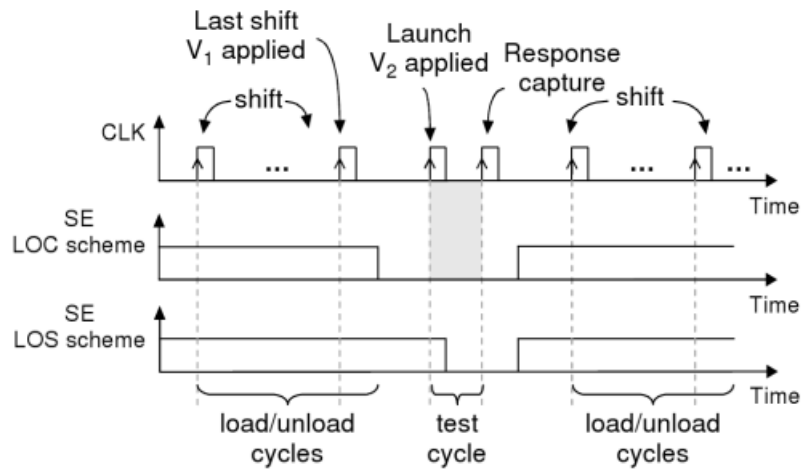 Last shift
V1 applied
Launch
V2 applied
Response
capture
shift
shift
CLK
...
...
...
Time
SE
LOC scheme
Time
SE
LOS scheme
Time
load/unload
cycles
test
cycle
load/unload
cycles